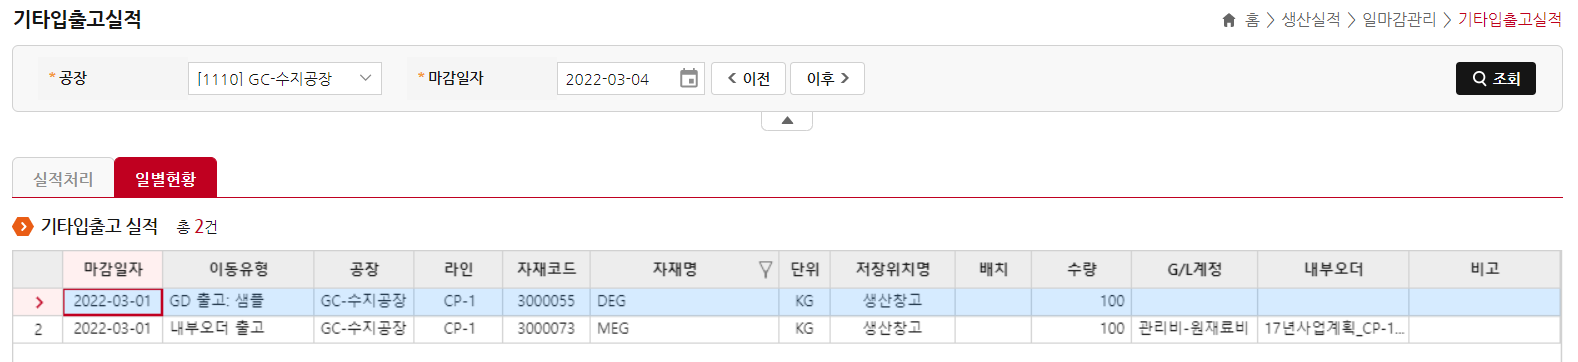 기타입출고실적
홈 > 생산실적 > 일마감관리 > 기타입출고실적
* 공장 [1110] GC-수지공장 * 마감일자 2022-03-04 < 이전 이후 > 조회
실적처리 일별현황
기타입출고 실적 총 2건
마감일자 이동유형 공장 라인 자재코드 자재명 단위 저장위치명 배치 수량 G/L계정 내부오더 비고
> 2022-03-01 GD 출고: 샘플 GC-수지공장 CP-1 3000055 DEG KG 생산창고 100
2 2022-03-01 내부오더 출고 GC-수지공장 CP-1 3000073 MEG KG 생산창고 100 관리비-원재료비 17년사업계획_CP-1...